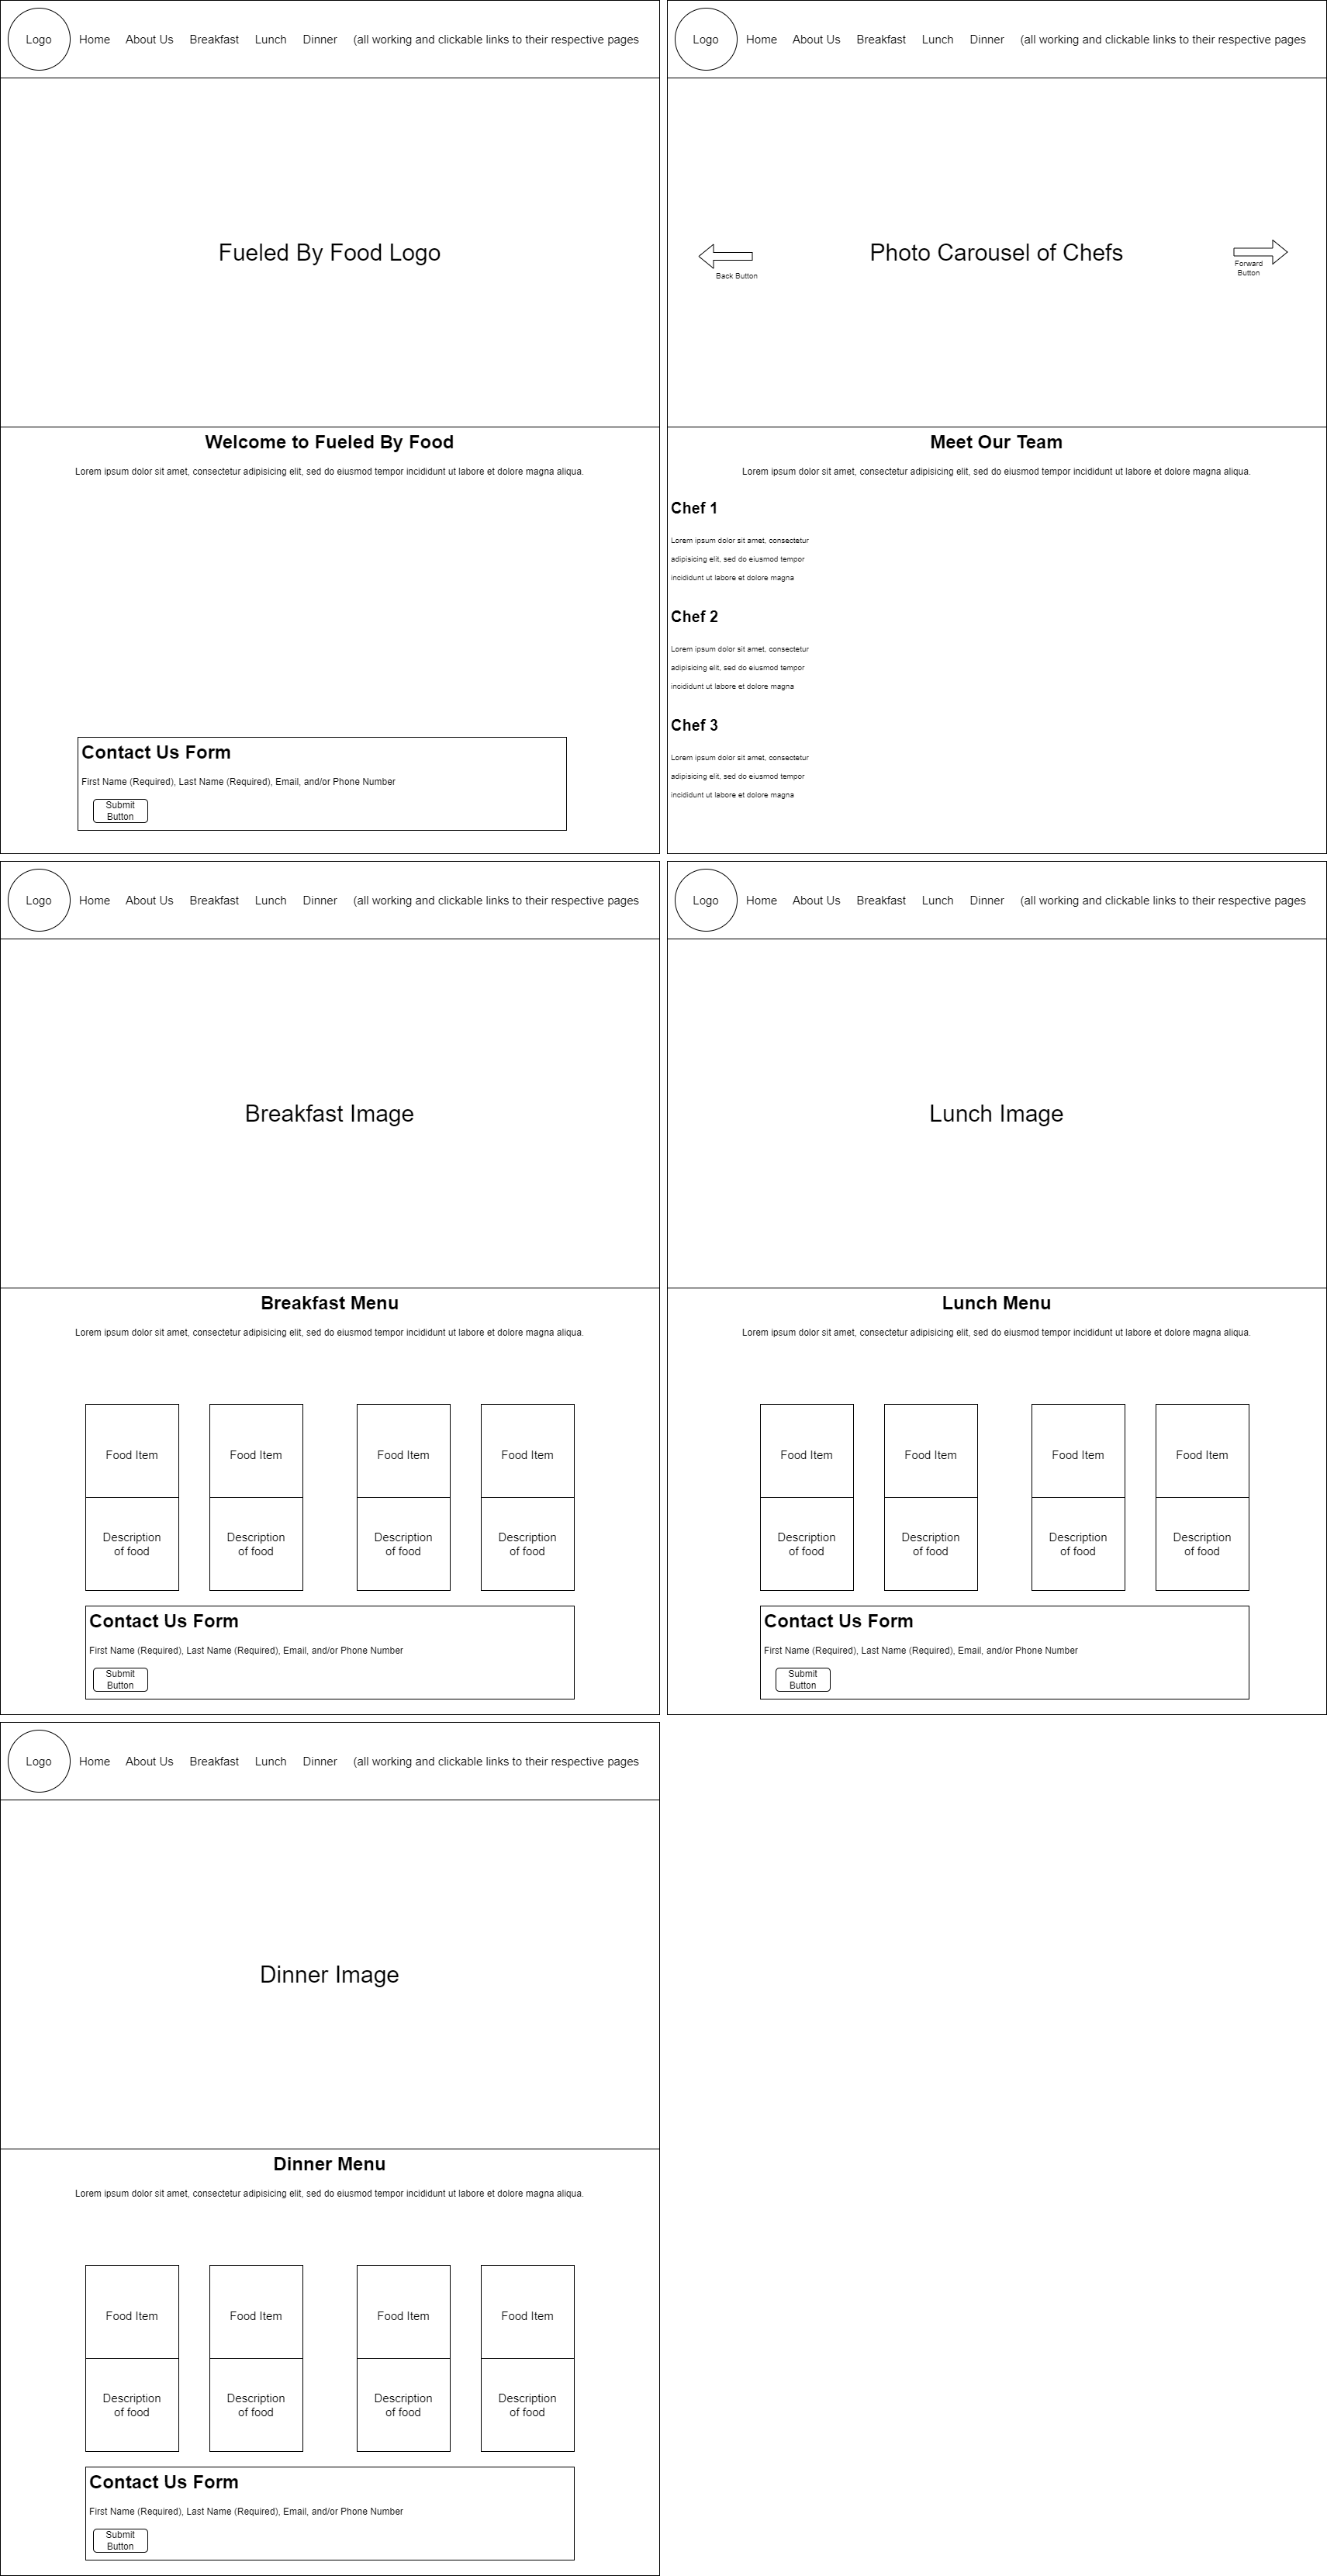 Logo Home About Us Breakfast Lunch Dinner (all working and clickable links to their respective pages
Fueled By Food Logo
Welcome to Fueled By Food
Lorem ipsum dolor sit amet, consectetur adipisicing elit, sed do eiusmod tempor incididunt ut labore et dolore magna aliqua.
Contact Us Form
First Name (Required), Last Name (Required), Email, and/or Phone Number
Submit
Button
Logo Home About Us Breakfast Lunch Dinner (all working and clickable links to their respective pages
Photo Carousel of Chefs
Back Button
Forward
Button
Meet Our Team
Lorem ipsum dolor sit amet, consectetur adipisicing elit, sed do eiusmod tempor incididunt ut labore et dolore magna aliqua.
Chef 1
Lorem ipsum dolor sit amet, consectetur
adipisicing elit, sed do eiusmod tempor
incididunt ut labore et dolore magna
Chef 2
Lorem ipsum dolor sit amet, consectetur
adipisicing elit, sed do eiusmod tempor
incididunt ut labore et dolore magna
Chef 3
Lorem ipsum dolor sit amet, consectetur
adipisicing elit, sed do eiusmod tempor
incididunt ut labore et dolore magna
Logo Home About Us Breakfast Lunch Dinner (all working and clickable links to their respective pages
Breakfast Image
Breakfast Menu
Lorem ipsum dolor sit amet, consectetur adipisicing elit, sed do eiusmod tempor incididunt ut labore et dolore magna aliqua.
Food Item Food Item Food Item Food Item
Description Description Description Description
of food of food of food of food
Contact Us Form
First Name (Required), Last Name (Required), Email, and/or Phone Number
Submit
Button
Logo Home About Us Breakfast Lunch Dinner (all working and clickable links to their respective pages
Lunch Image
Lunch Menu
Lorem ipsum dolor sit amet, consectetur adipisicing elit, sed do eiusmod tempor incididunt ut labore et dolore magna aliqua.
Food Item Food Item Food Item Food Item
Description Description Description Description
of food of food of food of food
Contact Us Form
First Name (Required), Last Name (Required), Email, and/or Phone Number
Submit
Button
Logo Home About Us Breakfast Lunch Dinner (all working and clickable links to their respective pages
Dinner Image
Dinner Menu
Lorem ipsum dolor sit amet, consectetur adipisicing elit, sed do eiusmod tempor incididunt ut labore et dolore magna aliqua.
Food Item Food Item Food Item Food Item
Description Description Description Description
of food of food of food of food
Contact Us Form
First Name (Required), Last Name (Required), Email, and/or Phone Number
Submit
Button